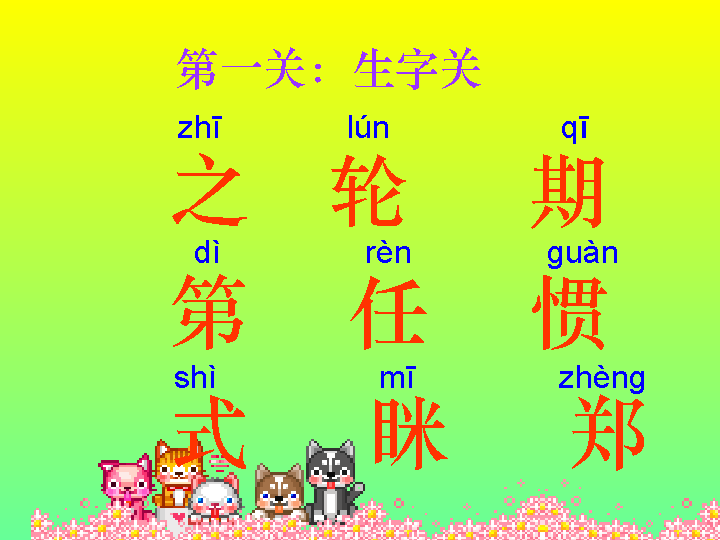 第一关：生字关
zhī lún qī
之 轮 期
dì rèn guàn
第 任 惯
shì mī zhèng
式 眯 郑